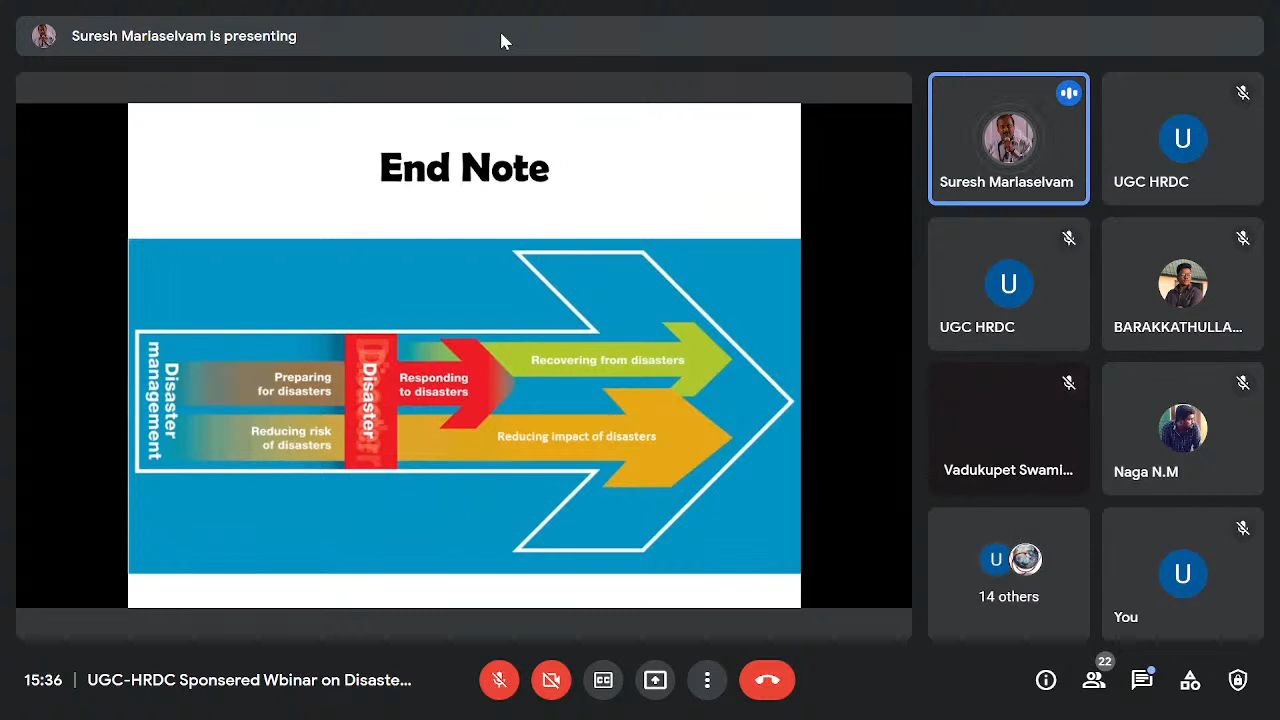 Suresh Mariaselvam is presenting
End Note
Disaster
management
Preparing
for disasters
Reducing risk
of disasters
Disaster
Responding
to disasters
Recovering from disasters
Reducing impact of disasters
Suresh Mariaselvam
U
UGC HRDC
U
UGC HRDC
BARAKKATHULLA...
Vadukupet Swami...
Naga N.M
U
14 others
U
You
15:36 | UGC-HRDC Sponsered Wbinar on Disaste...
22